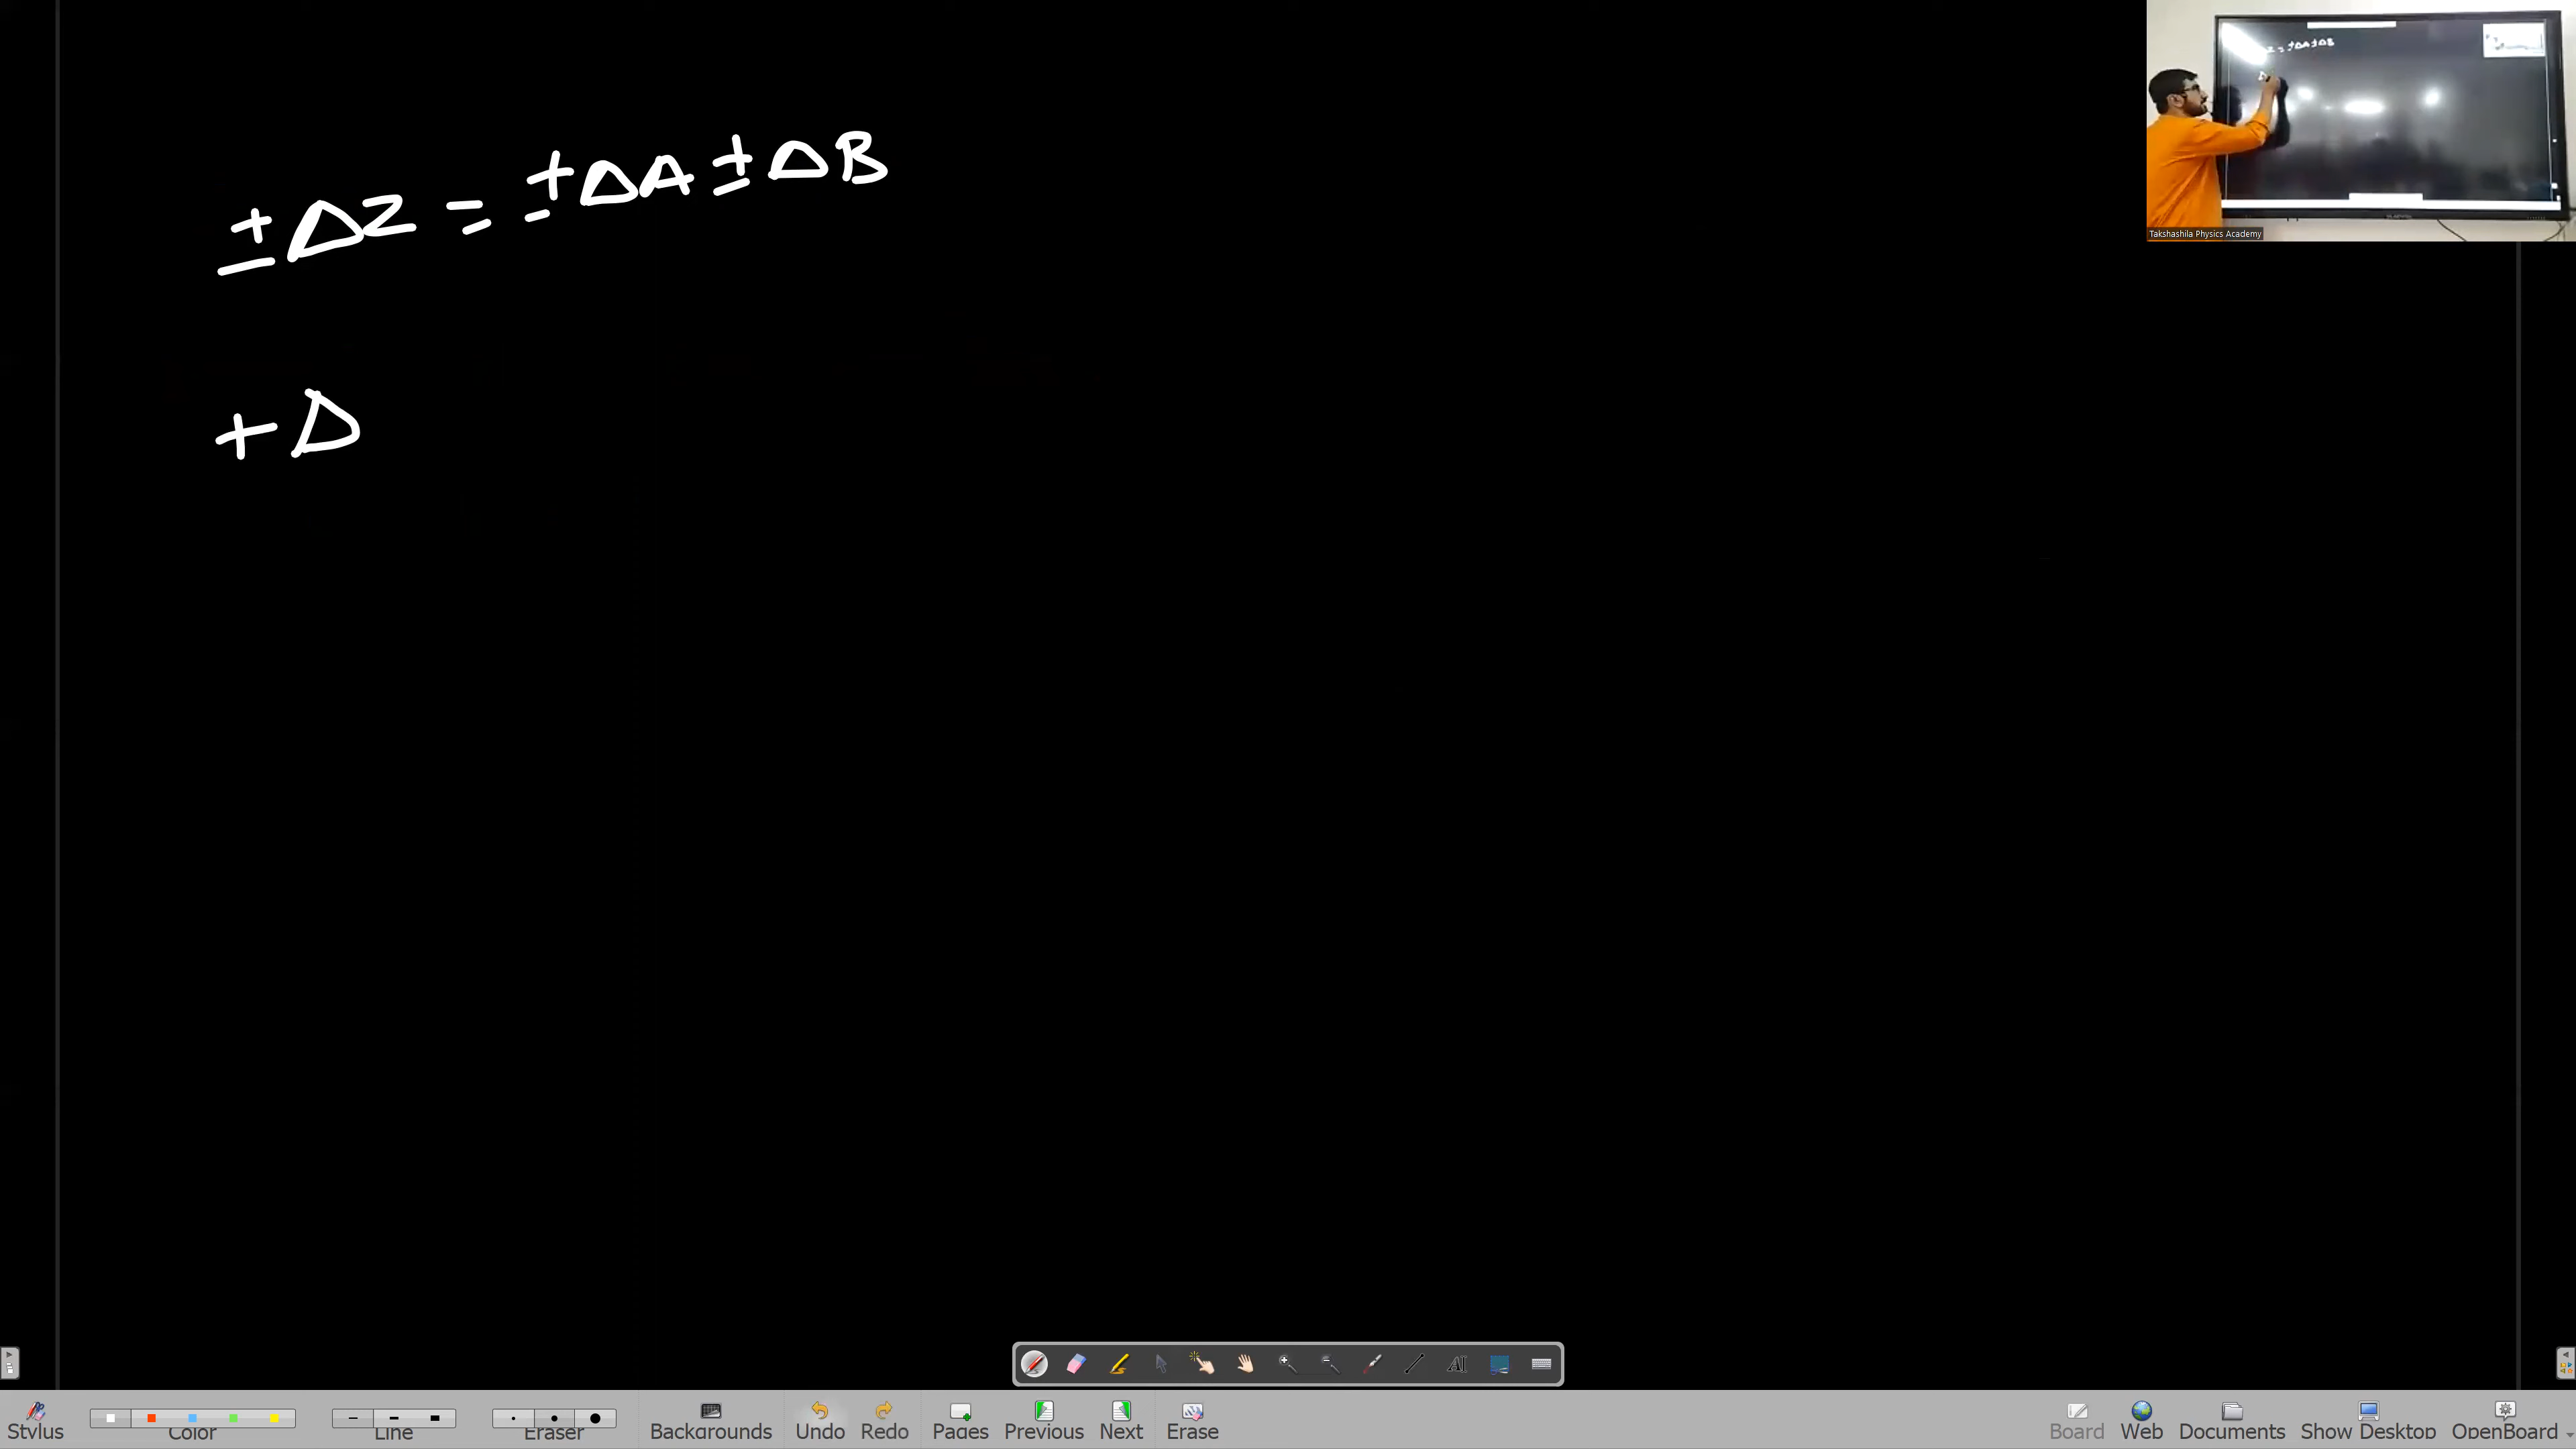 ± ΔZ = ± ΔA ± ΔB
+ Δ
Takshashila Physics Academy
Stylus Color Line Eraser Backgrounds Undo Redo Pages Previous Next Erase Board Web Documents Show Desktop OpenBoard